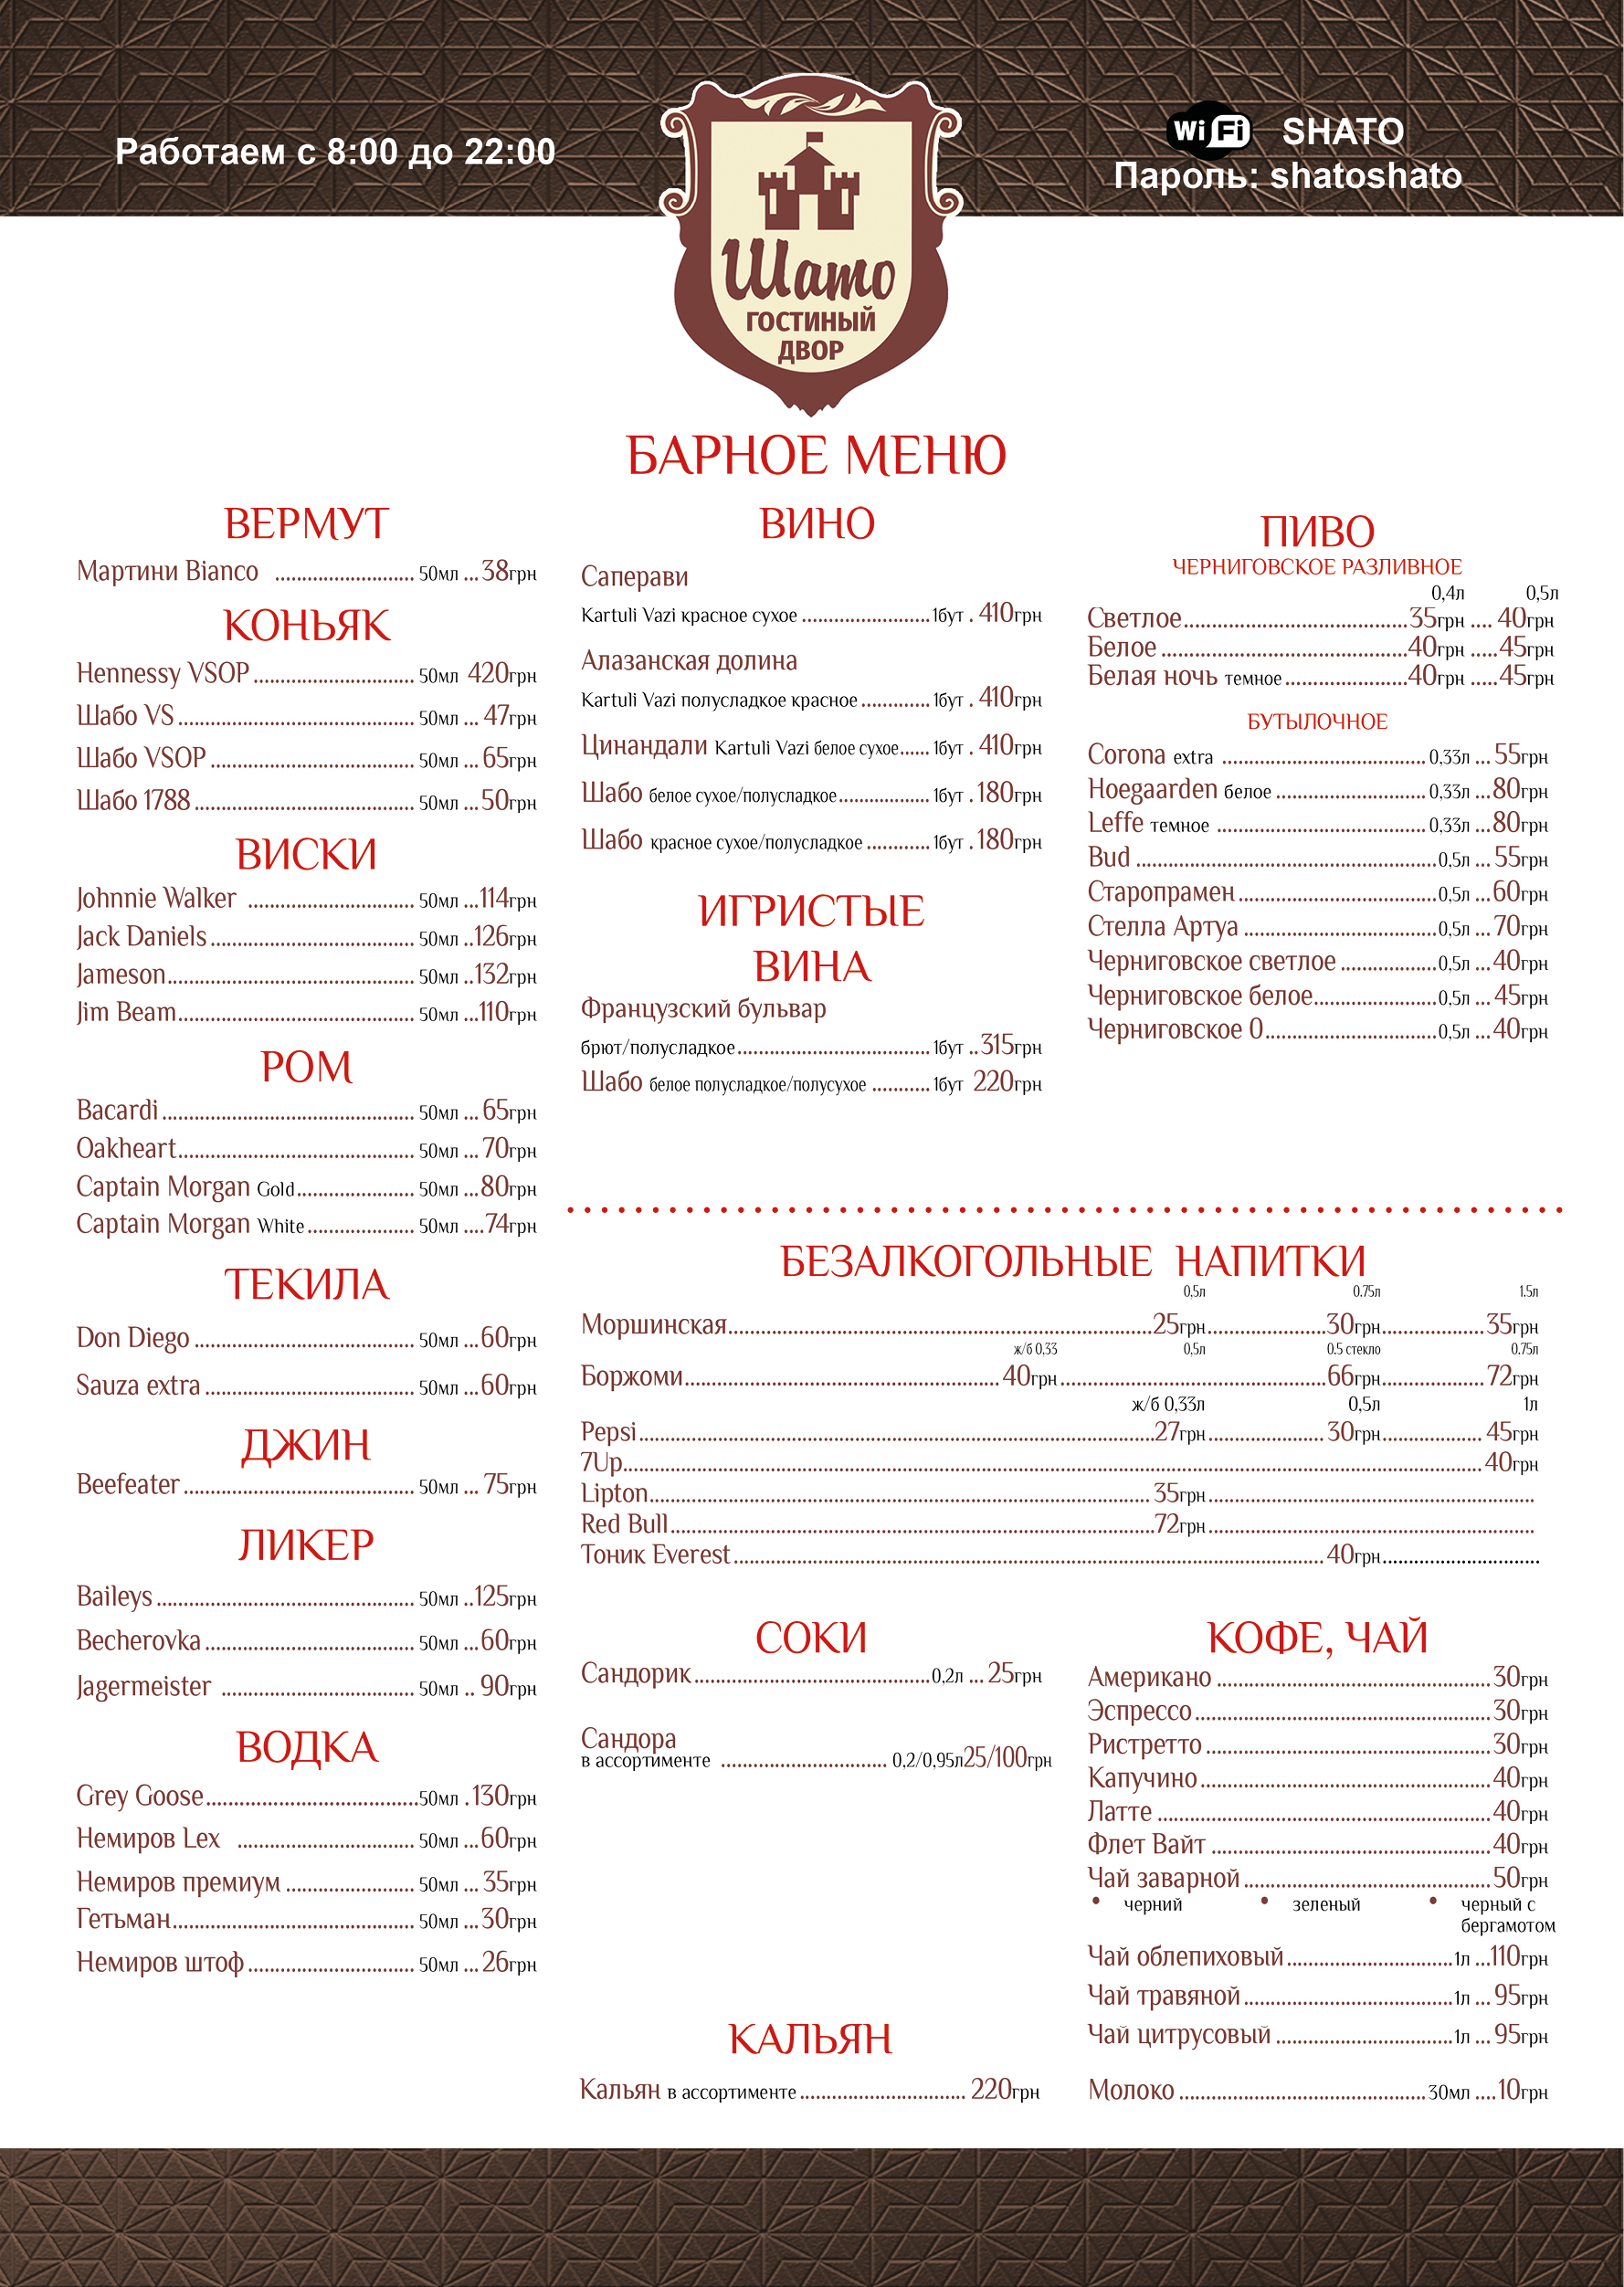 Работаем с 8:00 до 22:00
WiFi SHATO
Пароль: shatoshato
Шато
ГОСТИНЫЙ
ДВОР
БАРНОЕ МЕНЮ
ВЕРМУТ
Мартини Bianco .......................... 50мл ... 38грн
КОНЬЯК
Hennessy VSOP .............................. 50мл 420грн
Шабо VS ............................................ 50мл ... 47грн
Шабо VSOP ...................................... 50мл ... 65грн
Шабо 1788 ......................................... 50мл ... 50грн
ВИСКИ
Johnnie Walker ............................... 50мл ... 114грн
Jack Daniels ...................................... 50мл .. 126грн
Jameson .............................................. 50мл .. 132грн
Jim Beam ............................................ 50мл ... 110грн
РОМ
Bacardi ............................................... 50мл ... 65грн
Oakheart ............................................ 50мл ... 70грн
Captain Morgan Gold ...................... 50мл ... 80грн
Captain Morgan White .................... 50мл .... 74грн
ТЕКИЛА
Don Diego ......................................... 50мл ... 60грн
Sauza extra ....................................... 50мл ... 60грн
ДЖИН
Beefeater ........................................... 50мл ... 75грн
ЛИКЕР
Baileys ................................................ 50мл .. 125грн
Becherovka ....................................... 50мл ... 60грн
Jagermeister .................................... 50мл .. 90грн
ВОДКА
Grey Goose ........................................ 50мл . 130грн
Немиров Lex ................................. 50мл ... 60грн
Немиров премиум ........................ 50мл ... 35грн
Гетьман ............................................. 50мл ... 30грн
Немиров штоф ............................... 50мл ... 26грн
ВИНО
Саперави
Kartuli Vazi красное сухое ........................ 1бут . 410грн
Алазанская долина
Kartuli Vazi полусладкое красное ............. 1бут . 410грн
Цинандали Kartuli Vazi белое сухое ...... 1бут . 410грн
Шабо белое сухое/полусладкое .................. 1бут . 180грн
Шабо красное сухое/полусладкое ............ 1бут . 180грн
ИГРИСТЫЕ
ВИНА
Французский бульвар
брют/полусладкое .................................... 1бут .. 315грн
Шабо белое полусладкое/полусухое ........... 1бут 220грн
ПИВО
ЧЕРНИГОВСКОЕ РАЗЛИВНОЕ
0,4л 0,5л
Светлое .......................................... 35грн .... 40грн
Белое .............................................. 40грн ..... 45грн
Белая ночь темное ....................... 40грн ..... 45грн
БУТЫЛОЧНОЕ
Corona extra ...................................... 0,33л ... 55грн
Hoegaarden белое ............................ 0,33л ... 80грн
Leffe темное ....................................... 0,33л ... 80грн
Bud ........................................................ 0,5л ... 55грн
Старопрамен ..................................... 0,5л ... 60грн
Стелла Артуа .................................... 0,5л ... 70грн
Черниговское светлое .................. 0,5л ... 40грн
Черниговское белое ....................... 0,5л ... 45грн
Черниговское 0 ................................ 0,5л ... 40грн
БЕЗАЛКОГОЛЬНЫЕ НАПИТКИ
0,5л 0.75л 1.5л
Моршинская ................................ 25грн ...................... 30грн ................... 35грн
ж/б 0,33 0,5л 0.5 стекло 0.75л
Боржоми ........................... 40грн .................................. 66грн ................... 72грн
ж/б 0,33л 0,5л 1л
Pepsi ................................ 27грн ...................... 30грн ................... 45грн
7Up ................................................................ 40грн
Lipton ................................ 35грн ................................
Red Bull ................................ 72грн ................................
Тоник Everest ................................ 40грн .............................
СОКИ
Сандорик ............................................ 0,2л ... 25грн
Сандора
в ассортименте ............................... 0,2/0,95л 25/100грн
КАЛЬЯН
Кальян в ассортименте ............................... 220грн
КОФЕ, ЧАЙ
Американо ................................................... 30грн
Эспрессо ....................................................... 30грн
Ристретто ..................................................... 30грн
Капучино ...................................................... 40грн
Латте .............................................................. 40грн
Флет Вайт .................................................... 40грн
Чай заварной .............................................. 50грн
• черний • зеленый • черный с
бергамотом
Чай облепиховый ............................... 1л ... 110грн
Чай травяной ....................................... 1л ... 95грн
Чай цитрусовый ................................. 1л ... 95грн
Молоко .............................................. 30мл .... 10грн